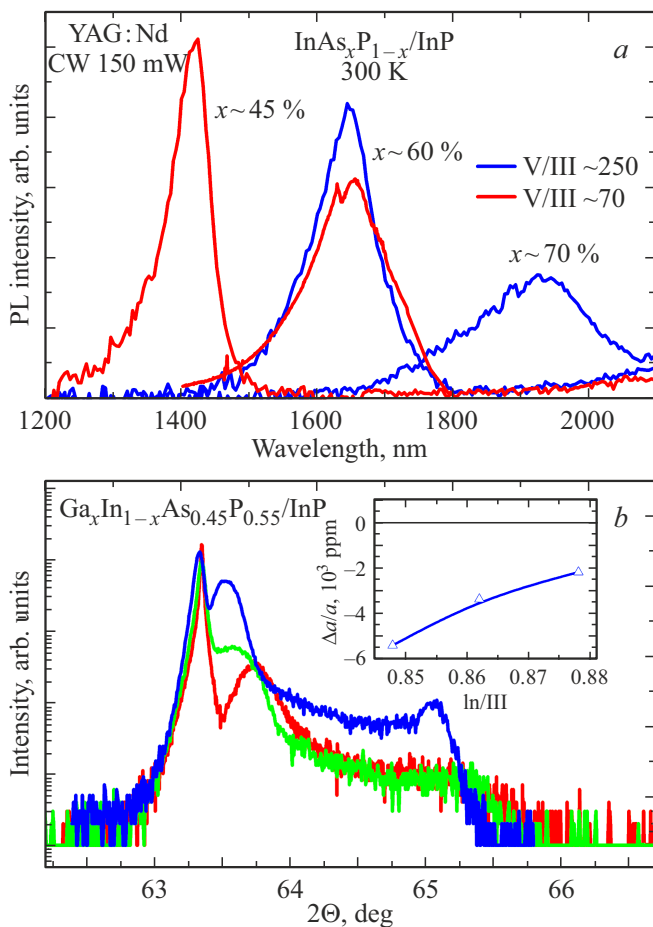 YAG: Nd
CW 150 mW
InAsₓP₁₋ₓ/InP
300 K
a
x ~ 45 %
x ~ 60 %
V/III ~250
V/III ~70
x ~ 70 %
PL intensity, arb. units
1200 1400 1600 1800 2000
Wavelength, nm
GaₓIn₁₋ₓAs₀.₄₅P₀.₅₅/InP
b
0
−2
−4
−6
Δa/a, 10³ ppm
0.85 0.86 0.87 0.88
ln/III
Intensity, arb. units
63 64 65 66
2Θ, deg